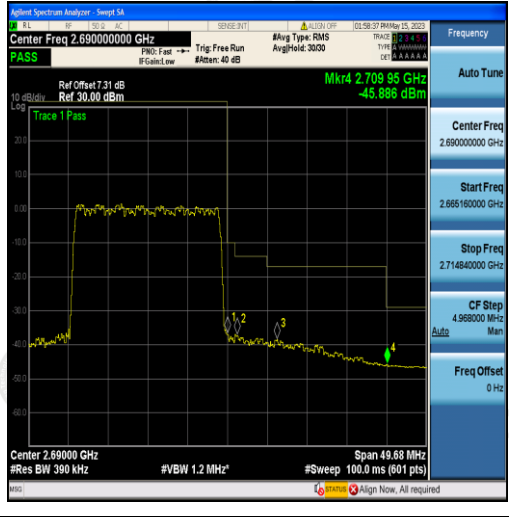 Agilent Spectrum Analyzer - Swept SA
RL RF 50 Ω AC SENSE:INT ALIGN OFF 01:58:37 PM May 15, 2023
Center Freq 2.690000000 GHz #Avg Type: RMS TRACE 1 2 3 4 5 6 Frequency
PASS PNO: Fast Trig: Free Run Avg|Hold: 30/30 TYPE A WWWWW
IFGain:Low #Atten: 40 dB DET A A A A A A
Auto Tune
Ref Offset 7.31 dB Mkr4 2.709 95 GHz
10 dB/div Ref 30.00 dBm -45.886 dBm
Log
Trace 1 Pass
Center Freq
2.690000000 GHz
20.0
10.0
0.00
Start Freq
2.665160000 GHz
-10.0
Stop Freq
2.714840000 GHz
-20.0
-30.0
1 2 3
CF Step
4.968000 MHz
Auto Man
-40.0
4
Freq Offset
0 Hz
-50.0
-60.0
Center 2.69000 GHz Span 49.68 MHz
#Res BW 390 kHz #VBW 1.2 MHz* #Sweep 100.0 ms (601 pts)
MSG STATUS Align Now, All required